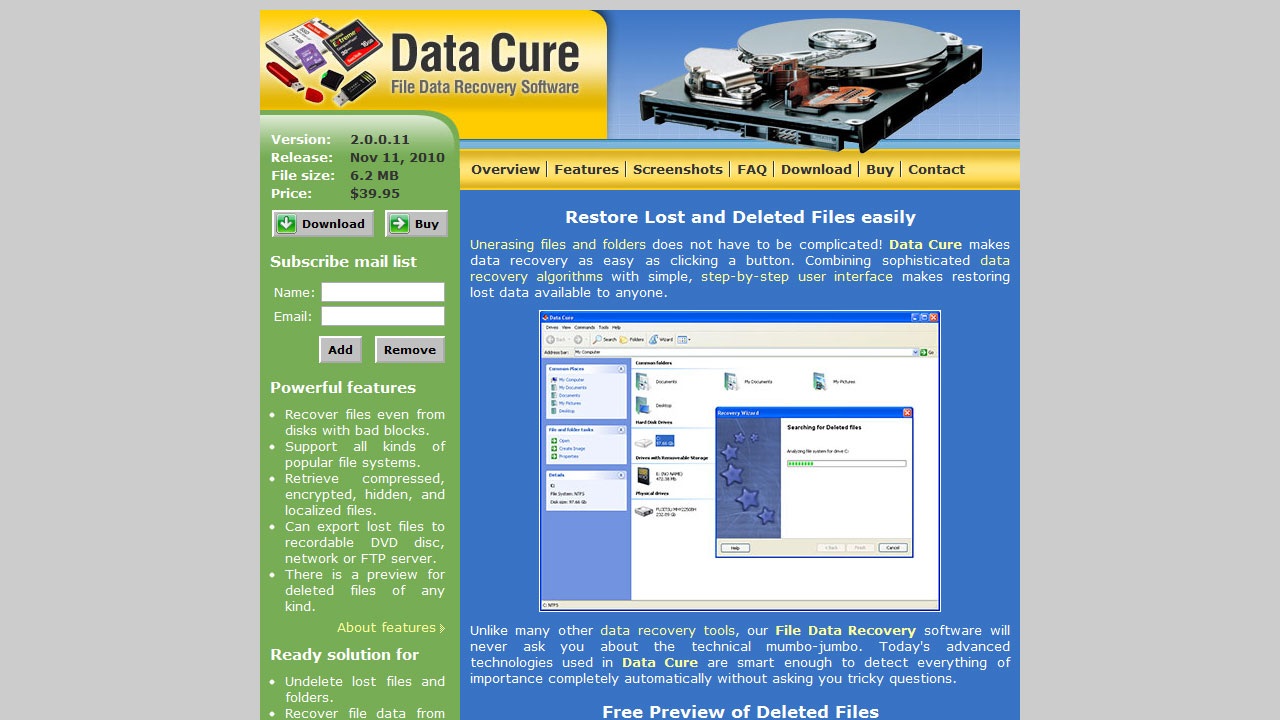 Data Cure
File Data Recovery Software
Version: 2.0.0.11
Release: Nov 11, 2010
File size: 6.2 MB
Price: $39.95
Download
Buy
Subscribe mail list
Name:
Email:
Add
Remove
Powerful features
Recover files even from
disks with bad blocks.
Support all kinds of
popular file systems.
Retrieve compressed,
encrypted, hidden, and
localized files.
Can export lost files to
recordable DVD disc,
network or FTP server.
There is a preview for
deleted files of any
kind.
About features
Ready solution for
Undelete lost files and
folders.
Recover file data from
Overview
Features
Screenshots
FAQ
Download
Buy
Contact
Restore Lost and Deleted Files easily
Unerasing files and folders does not have to be complicated! Data Cure makes
data recovery as easy as clicking a button. Combining sophisticated data
recovery algorithms with simple, step-by-step user interface makes restoring
lost data available to anyone.
Data Cure
Drives View Commands Tools Help
Back
Search
Folders
Wizard
Address bar:
My Computer
Go
Common Places
My Computer
My Documents
Documents
My Pictures
Desktop
File and folder tasks
Open
Create Image
Properties
Details
File System: NTFS
Disk size: 97.66 Gb
Common folders
Documents
My Documents
My Pictures
Desktop
Hard Disk Drives
97.66 Gb
Drives with Removeable Storage
E: (NO NAME)
472.38 Mb
Physical drives
232.89 Gb
Recovery Wizard
Searching for Deleted files
Analyzing file system for drive C:
Help
< Back
Finish
Cancel
C: NTFS
Unlike many other data recovery tools, our File Data Recovery software will
never ask you about the technical mumbo-jumbo. Today's advanced
technologies used in Data Cure are smart enough to detect everything of
importance completely automatically without asking you tricky questions.
Free Preview of Deleted Files